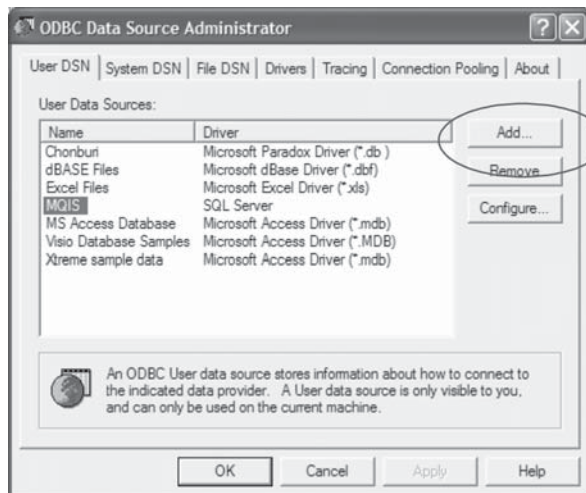 ODBC Data Source Administrator
User DSN System DSN File DSN Drivers Tracing Connection Pooling About
User Data Sources:
Name Driver
Chonburi Microsoft Paradox Driver (*.db )
dBASE Files Microsoft dBase Driver (*.dbf)
Excel Files Microsoft Excel Driver (*.xls)
MQIS SQL Server
MS Access Database Microsoft Access Driver (*.mdb)
Visio Database Samples Microsoft Access Driver (*.MDB)
Xtreme sample data Microsoft Access Driver (*.mdb)
Add...
Remove
Configure...
An ODBC User data source stores information about how to connect to
the indicated data provider. A User data source is only visible to you,
and can only be used on the current machine.
OK Cancel Apply Help